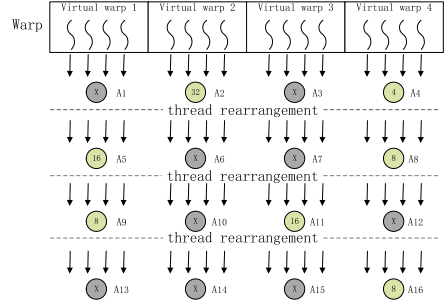 Virtual warp 1 Virtual warp 2 Virtual warp 3 Virtual warp 4
Warp
X A1 32 A2 X A3 4 A4
thread rearrangement
16 A5 X A6 X A7 8 A8
thread rearrangement
8 A9 X A10 16 A11 X A12
thread rearrangement
X A13 X A14 X A15 8 A16